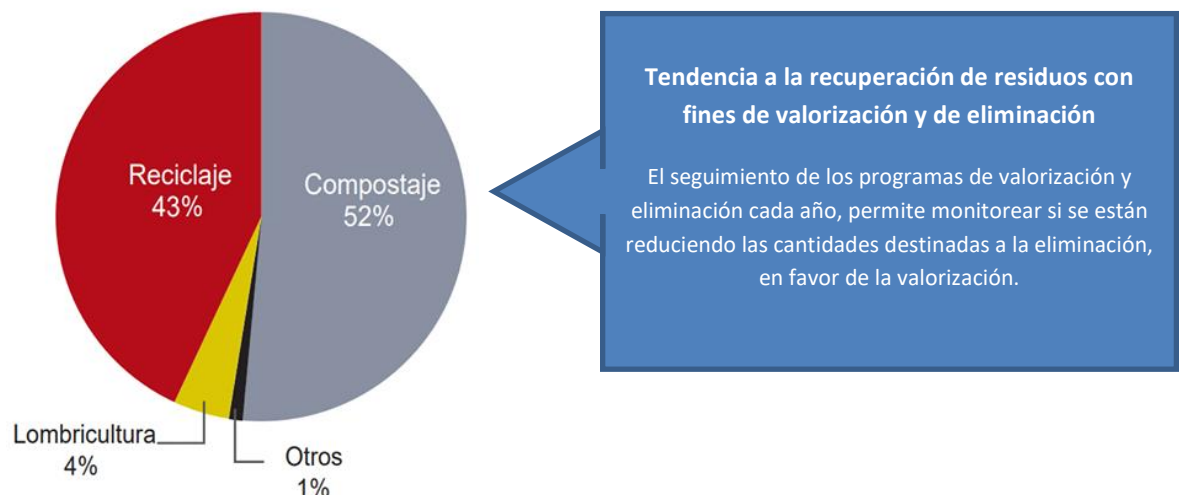 Reciclaje
43%
Compostaje
52%
Lombricultura
4%
Otros
1%
Tendencia a la recuperación de residuos con
fines de valorización y de eliminación
El seguimiento de los programas de valorización y
eliminación cada año, permite monitorear si se están
reduciendo las cantidades destinadas a la eliminación,
en favor de la valorización.